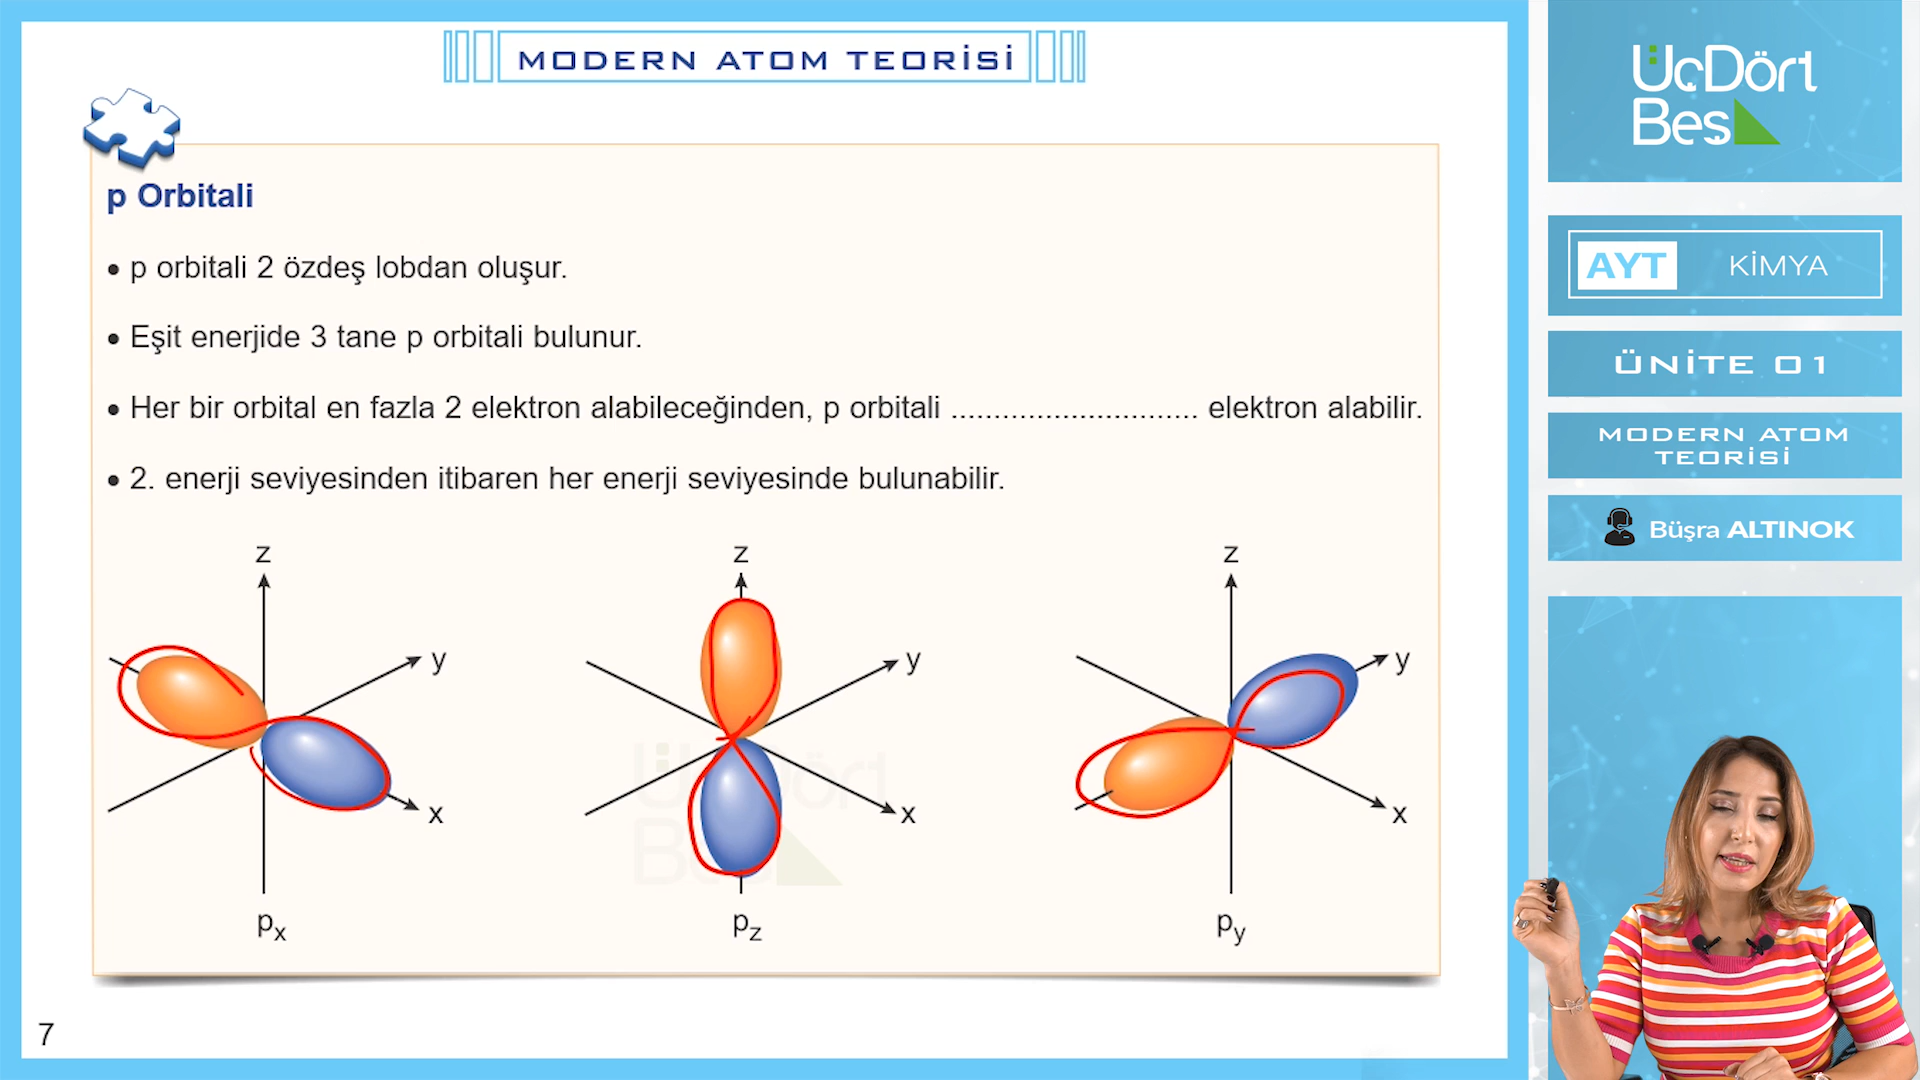 MODERN ATOM TEORİSİ
p Orbitali
• p orbitali 2 özdeş lobdan oluşur.
• Eşit enerjide 3 tane p orbitali bulunur.
• Her bir orbital en fazla 2 elektron alabileceğinden, p orbitali ............................. elektron alabilir.
• 2. enerji seviyesinden itibaren her enerji seviyesinde bulunabilir.
z
y
x
px
z
y
x
pz
z
y
x
py
7
ÜçDört
Beş
AYT KİMYA
ÜNİTE 01
MODERN ATOM
TEORİSİ
Büşra ALTINOK
ÜçDört
Beş